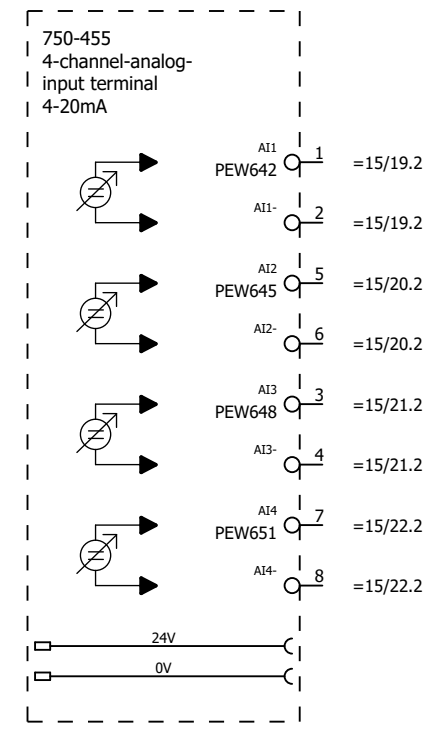 750-455
4-channel-analog-
input terminal
4-20mA
AI1
PEW642 1 =15/19.2
AI1- 2 =15/19.2
AI2
PEW645 5 =15/20.2
AI2- 6 =15/20.2
AI3
PEW648 3 =15/21.2
AI3- 4 =15/21.2
AI4
PEW651 7 =15/22.2
AI4- 8 =15/22.2
24V
0V